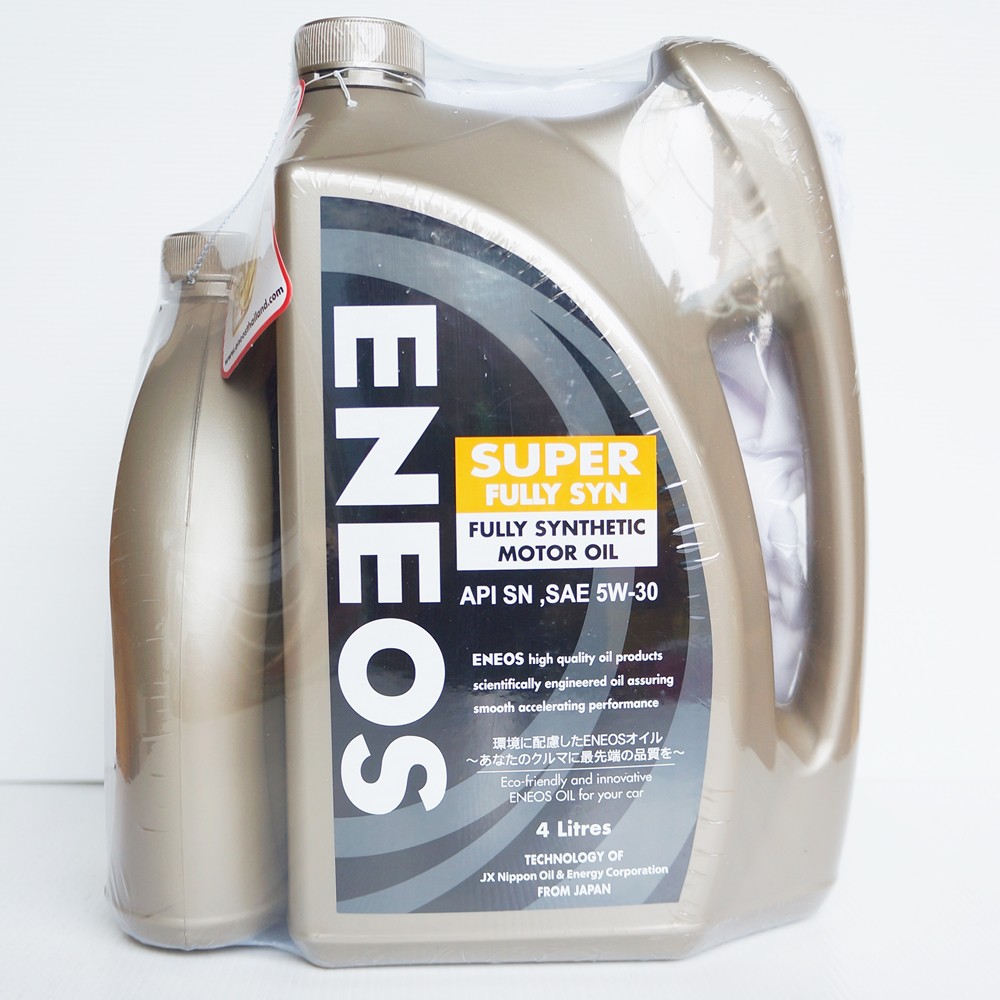 www.eneosthailand.com
ENEOS
SUPER
FULLY SYN
FULLY SYNTHETIC
MOTOR OIL
API SN ,SAE 5W-30
ENEOS high quality oil products
scientifically engineered oil assuring
smooth accelerating performance
環境に配慮したENEOSオイル
～あなたのクルマに最先端の品質を～
Eco-friendly and innovative
ENEOS OIL for your car
4 Litres
TECHNOLOGY OF
JX Nippon Oil & Energy Corporation
FROM JAPAN